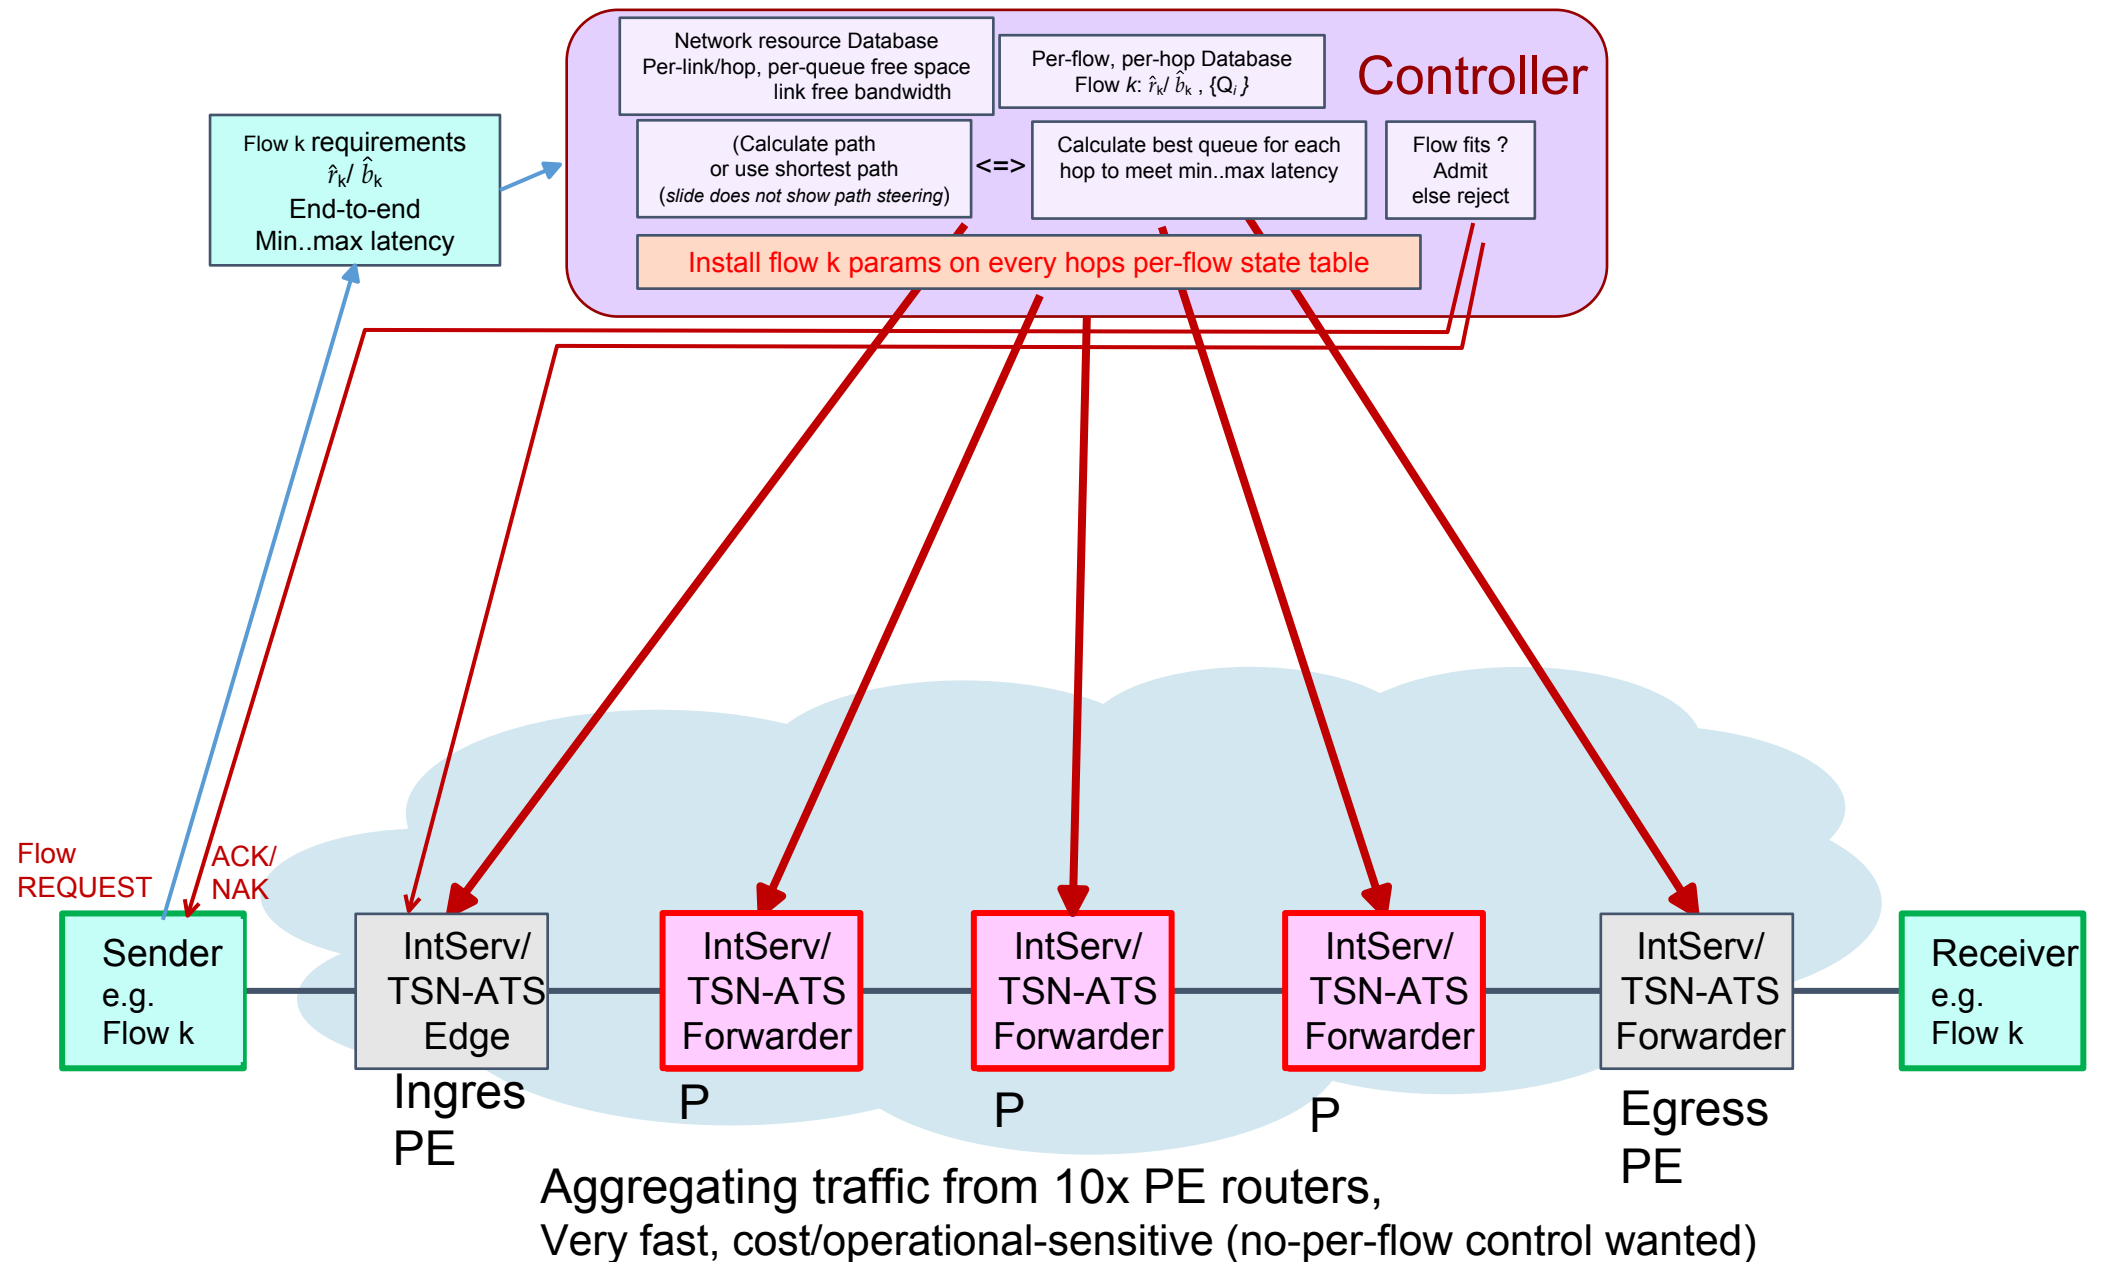 Network resource Database
Per-link/hop, per-queue free space
link free bandwidth
Per-flow, per-hop Database
Flow k: r̂k/ b̂k , {Qi}
Controller
Flow k requirements
r̂k/ b̂k
End-to-end
Min..max latency
(Calculate path
or use shortest path
(slide does not show path steering)
<=>
Calculate best queue for each
hop to meet min..max latency
Flow fits ?
Admit
else reject
Install flow k params on every hops per-flow state table
Flow
REQUEST
ACK/
NAK
Sender
e.g.
Flow k
IntServ/
TSN-ATS
Edge
IntServ/
TSN-ATS
Forwarder
IntServ/
TSN-ATS
Forwarder
IntServ/
TSN-ATS
Forwarder
IntServ/
TSN-ATS
Forwarder
Receiver
e.g.
Flow k
Ingres
PE
P
P
P
Egress
PE
Aggregating traffic from 10x PE routers,
Very fast, cost/operational-sensitive (no-per-flow control wanted)